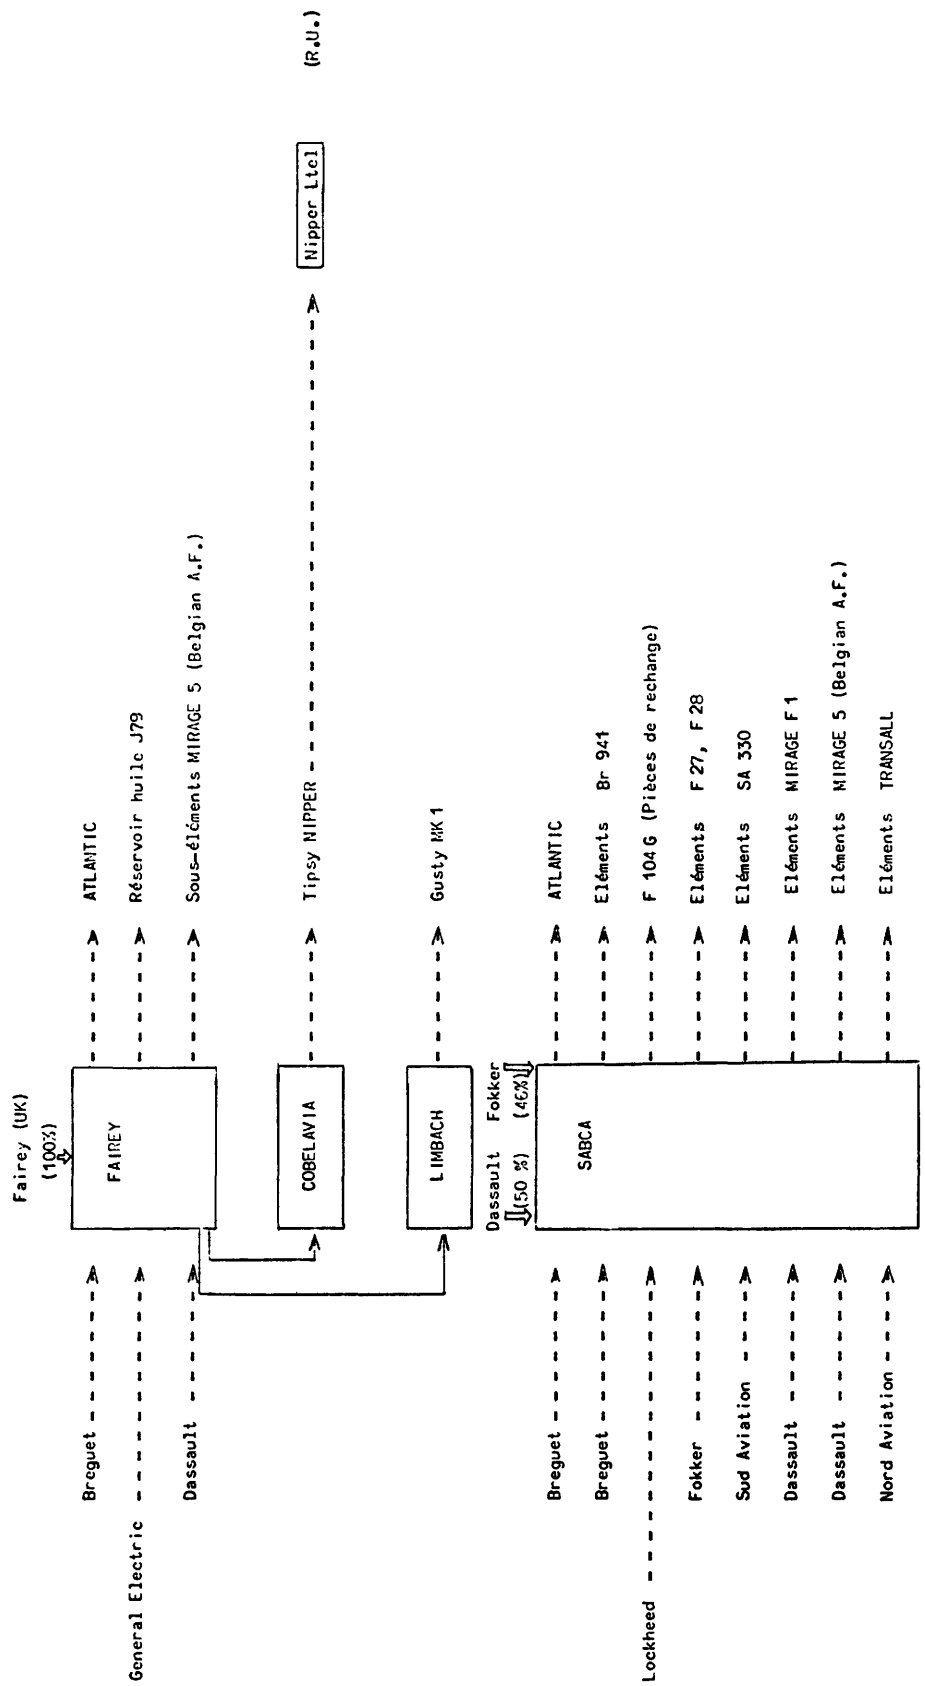 Fairey (UK)
(100%)
Breguet
FAIREY
ATLANTIC
General Electric
Réservoir huile J79
Dassault
Sous-éléments MIRAGE 5 (Belgian A.F.)
COBELAVIA
Tipsy NIPPER
Nipper Ltd
(R.U.)
LIMBACH
Gusty MK 1
Dassault Fokker
(50 %) (46%)
Breguet
SABCA
ATLANTIC
Breguet
Eléments Br 941
Lockheed
F 104 G (Pièces de rechange)
Fokker
Eléments F 27, F 28
Sud Aviation
Eléments SA 330
Dassault
Eléments MIRAGE F 1
Dassault
Eléments MIRAGE 5 (Belgian A.F.)
Nord Aviation
Eléments TRANSALL